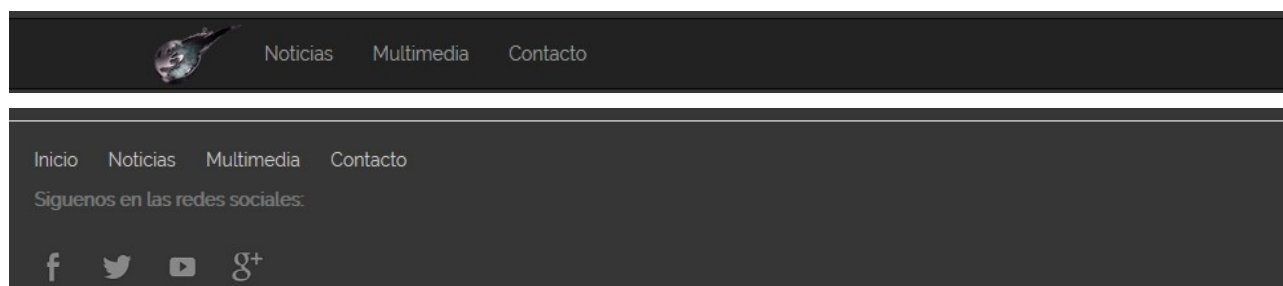 Noticias Multimedia Contacto
Inicio Noticias Multimedia Contacto
Siguenos en las redes sociales: